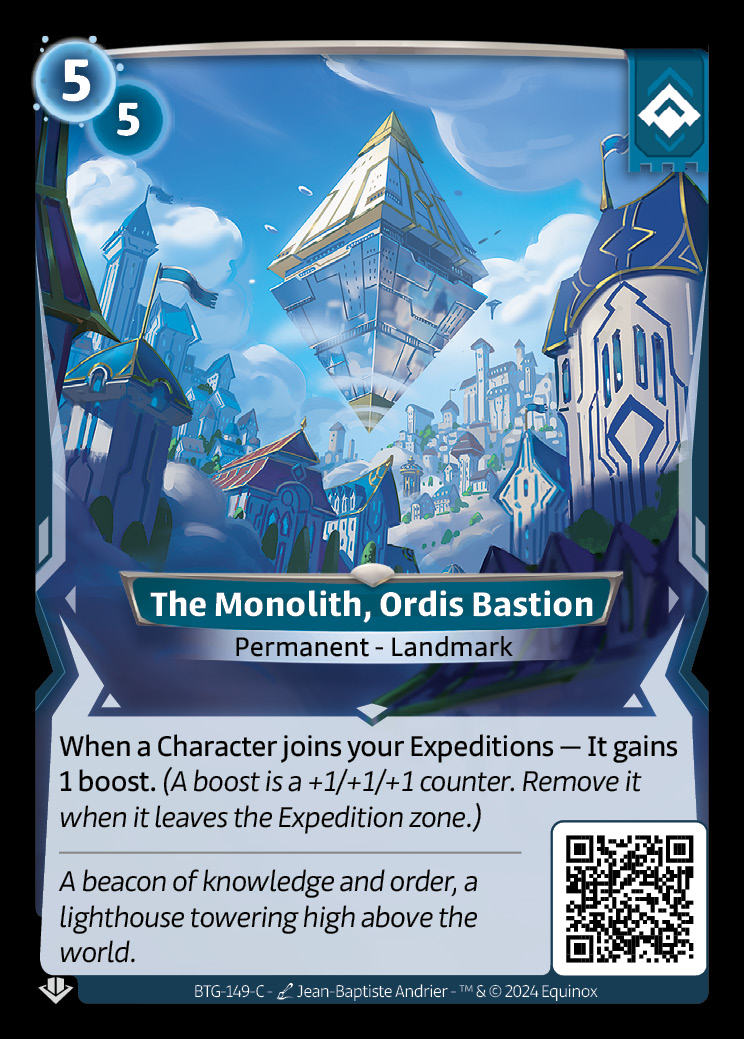 5
5
The Monolith, Ordis Bastion
Permanent - Landmark
When a Character joins your Expeditions — It gains
1 boost. (A boost is a +1/+1/+1 counter. Remove it
when it leaves the Expedition zone.)
A beacon of knowledge and order, a
lighthouse towering high above the
world.
BTG-149-C - Jean-Baptiste Andrier - ™ & © 2024 Equinox